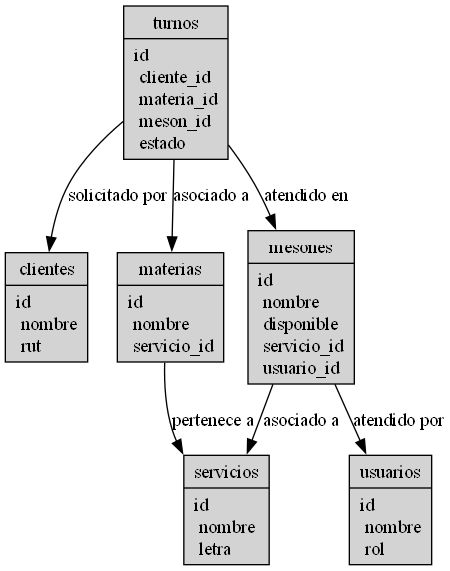 turnos
id
cliente_id
materia_id
meson_id
estado
solicitado por
asociado a
atendido en
clientes
id
nombre
rut
materias
id
nombre
servicio_id
mesones
id
nombre
disponible
servicio_id
usuario_id
pertenece a
asociado a
atendido por
servicios
id
nombre
letra
usuarios
id
nombre
rol